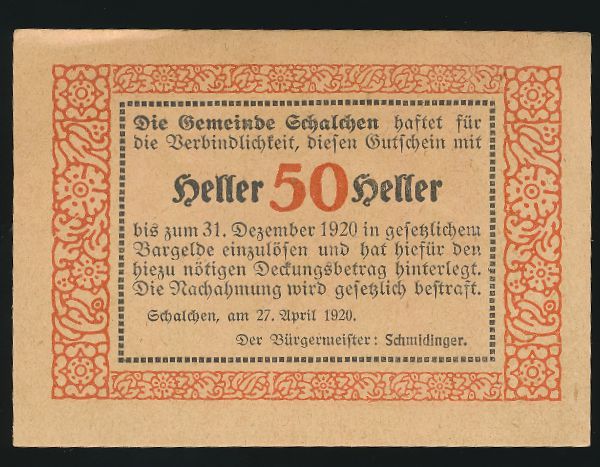 Die Gemeinde Schalchen haftet für
die Verbindlichkeit, diesen Gutschein mit
Heller 50 Heller
bis zum 31. Dezember 1920 in gesetzlichem
Bargelde einzulösen und hat hiefür den
hiezu nötigen Deckungsbetrag hinterlegt.
Die Nachahmung wird gesetzlich bestraft.
Schalchen, am 27. April 1920.
Der Bürgermeister: Schmidinger.